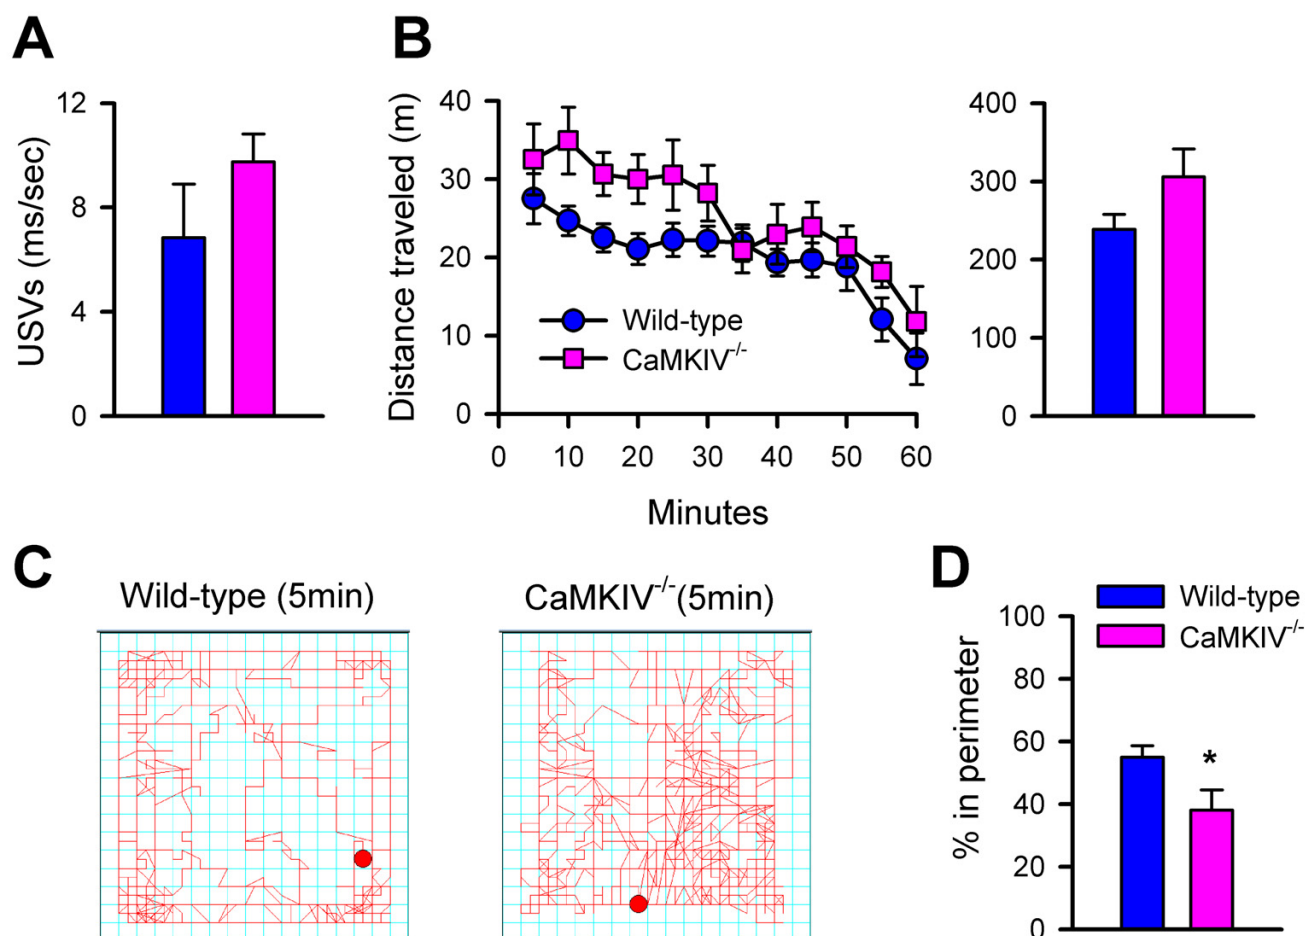 A
B
USVs (ms/sec)
12
8
4
0
Distance traveled (m)
40
30
20
10
0
Wild-type
CaMKIV-/-
0 10 20 30 40 50 60
Minutes
400
300
200
100
0
C
Wild-type (5min)
CaMKIV-/-(5min)
D
Wild-type
CaMKIV-/-
% in perimeter
100
80
60
40
20
0
*